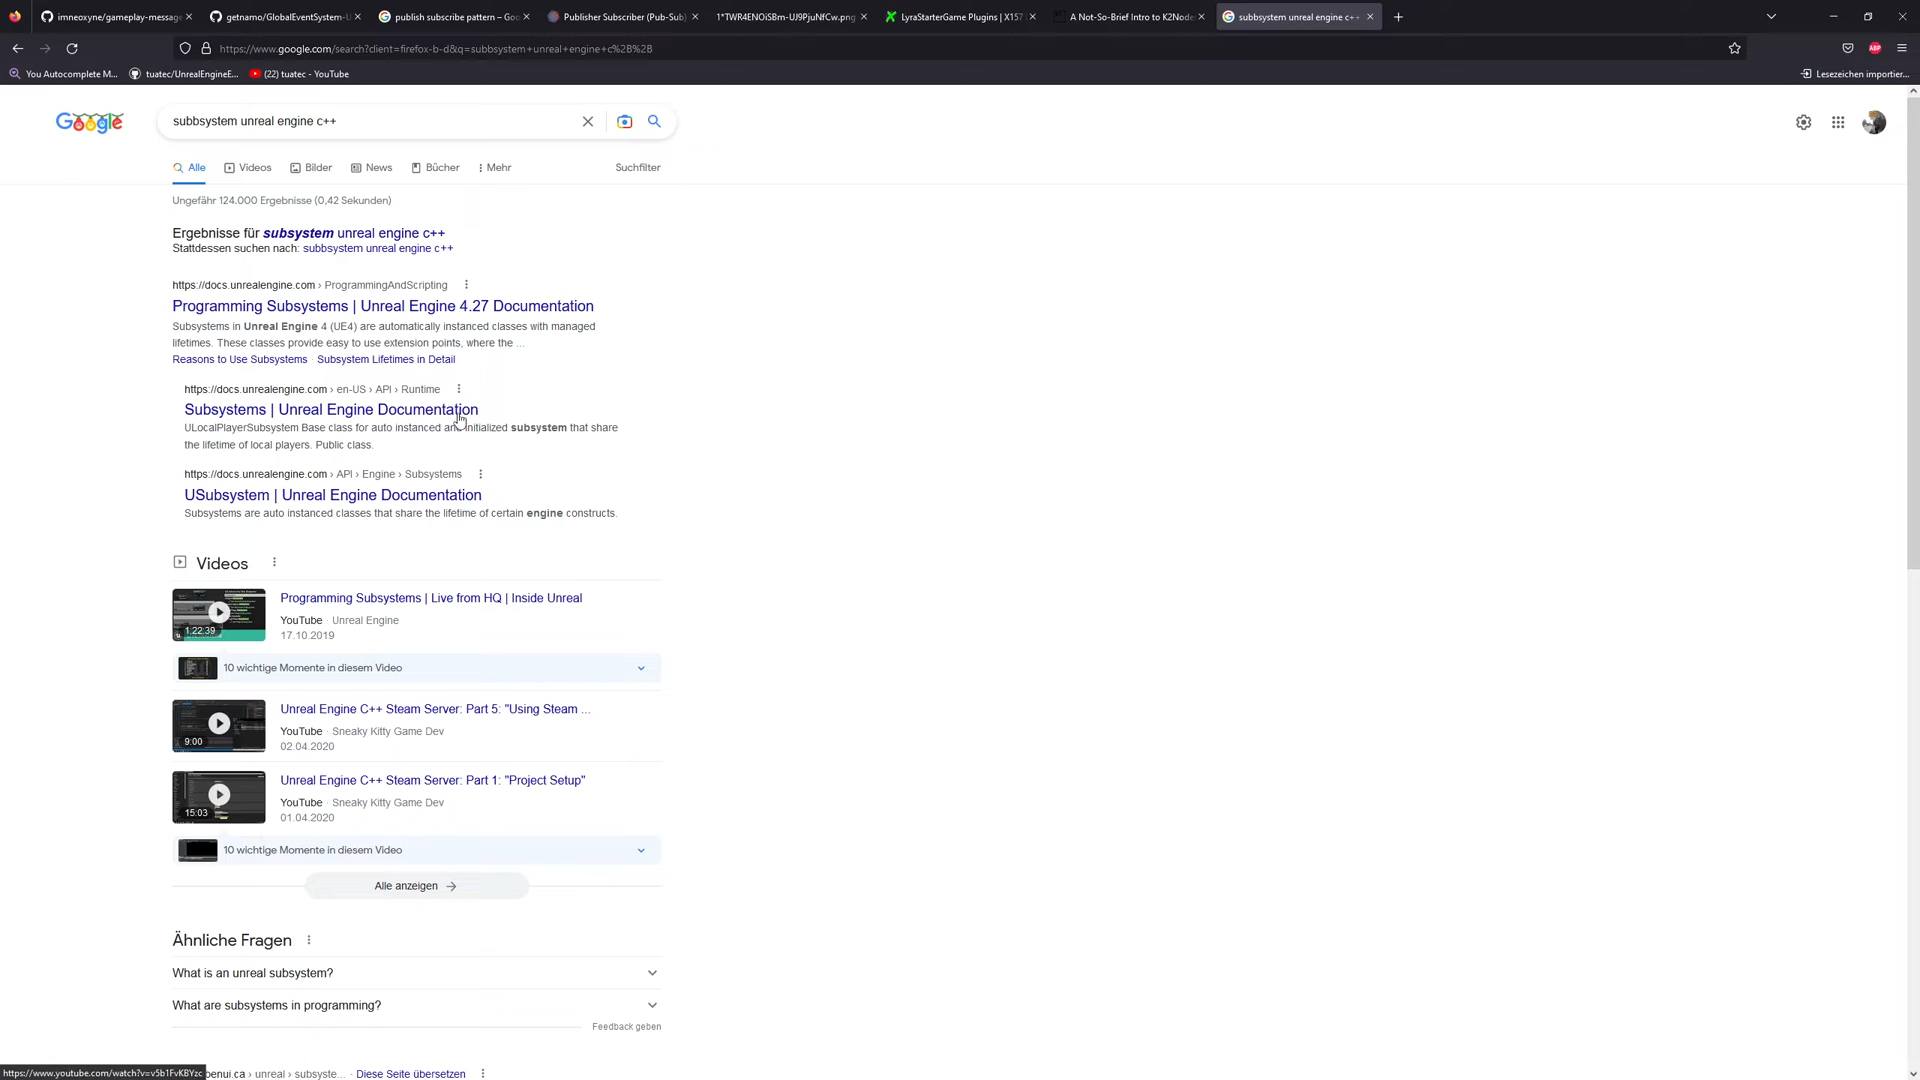 imneoxyne/gameplay-message
getnamo/GlobalEventSystem-U
publish subscribe pattern – Goo
Publisher Subscriber (Pub-Sub)
1*TWR4ENOiSBm-UJ9PjuNfCw.png
LyraStarterGame Plugins | X157
A Not-So-Brief Intro to K2Node
subbsystem unreal engine c++
https://www.google.com/search?client=firefox-b-d&q=subbsystem+unreal+engine+c%2B%2B
You Autocomplete M...
tuatec/UnrealEngineE...
(22) tuatec - YouTube
Lesezeichen importier...
Google
subbsystem unreal engine c++
Alle
Videos
Bilder
News
Bücher
Mehr
Suchfilter
Ungefähr 124.000 Ergebnisse (0,42 Sekunden)
Ergebnisse für subsystem unreal engine c++
Stattdessen suchen nach: subbsystem unreal engine c++
https://docs.unrealengine.com › ProgrammingAndScripting
Programming Subsystems | Unreal Engine 4.27 Documentation
Subsystems in Unreal Engine 4 (UE4) are automatically instanced classes with managed
lifetimes. These classes provide easy to use extension points, where the ...
Reasons to Use Subsystems · Subsystem Lifetimes in Detail
https://docs.unrealengine.com › en-US › API › Runtime
Subsystems | Unreal Engine Documentation
ULocalPlayerSubsystem Base class for auto instanced and initialized subsystem that share
the lifetime of local players. Public class.
https://docs.unrealengine.com › API › Engine › Subsystems
USubsystem | Unreal Engine Documentation
Subsystems are auto instanced classes that share the lifetime of certain engine constructs.
Videos
Programming Subsystems | Live from HQ | Inside Unreal
YouTube · Unreal Engine
1:22:39
17.10.2019
10 wichtige Momente in diesem Video
Unreal Engine C++ Steam Server: Part 5: "Using Steam ...
YouTube · Sneaky Kitty Game Dev
9:00
02.04.2020
Unreal Engine C++ Steam Server: Part 1: "Project Setup"
YouTube · Sneaky Kitty Game Dev
15:03
01.04.2020
10 wichtige Momente in diesem Video
Alle anzeigen
Ähnliche Fragen
What is an unreal subsystem?
What are subsystems in programming?
Feedback geben
https://www.youtube.com/watch?v=v5b1FvKBYzc
benui.ca › unreal › subsyste... · Diese Seite übersetzen